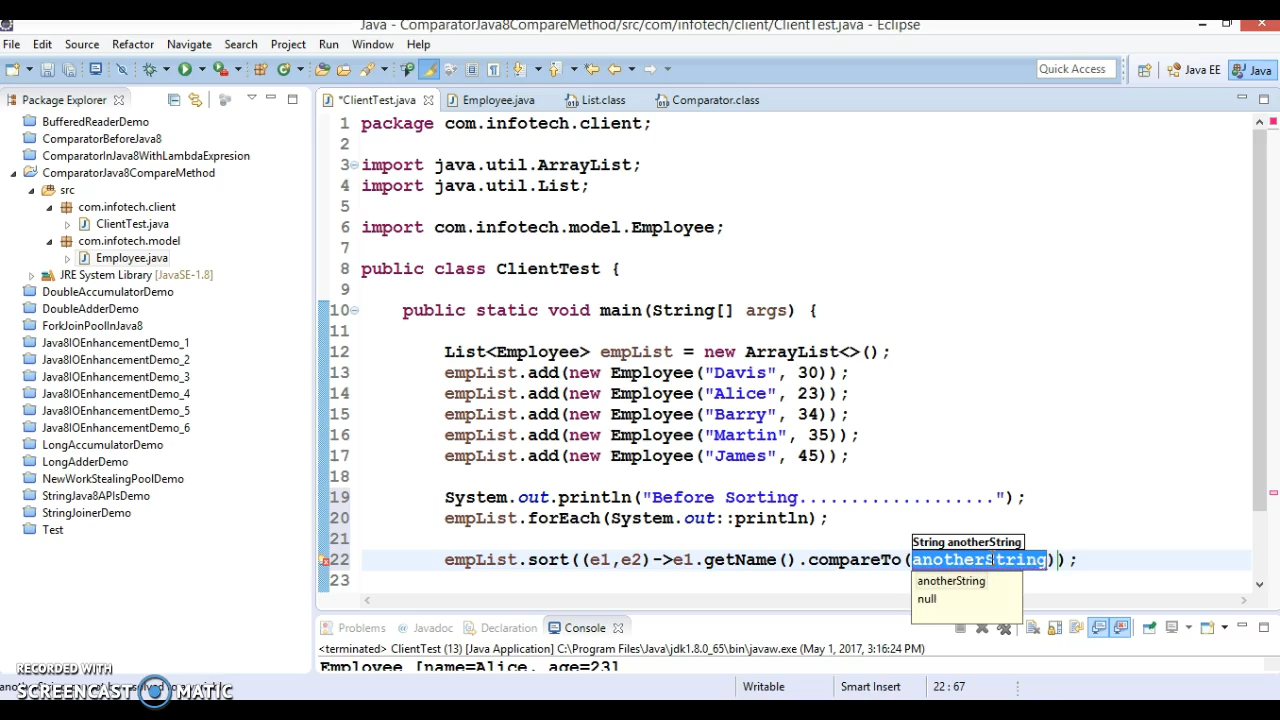 Java - ComparatorJava8CompareMethod/src/com/infotech/client/ClientTest.java - Eclipse
File Edit Source Refactor Navigate Search Project Run Window Help
Quick Access Java EE Java
Package Explorer
*ClientTest.java Employee.java List.class Comparator.class
BufferedReaderDemo
ComparatorBeforeJava8
ComparatorInJava8WithLambdaExpresion
ComparatorJava8CompareMethod
src
com.infotech.client
ClientTest.java
com.infotech.model
Employee.java
JRE System Library [JavaSE-1.8]
DoubleAccumulatorDemo
DoubleAdderDemo
ForkJoinPoolInJava8
Java8IOEnhancementDemo_1
Java8IOEnhancementDemo_2
Java8IOEnhancementDemo_3
Java8IOEnhancementDemo_4
Java8IOEnhancementDemo_5
Java8IOEnhancementDemo_6
LongAccumulatorDemo
LongAdderDemo
NewWorkStealingPoolDemo
StringJava8APIsDemo
StringJoinerDemo
Test
1 package com.infotech.client;
2
3 import java.util.ArrayList;
4 import java.util.List;
5
6 import com.infotech.model.Employee;
7
8 public class ClientTest {
9
10 public static void main(String[] args) {
11
12 List<Employee> empList = new ArrayList<>();
13 empList.add(new Employee("Davis", 30));
14 empList.add(new Employee("Alice", 23));
15 empList.add(new Employee("Barry", 34));
16 empList.add(new Employee("Martin", 35));
17 empList.add(new Employee("James", 45));
18
19 System.out.println("Before Sorting...................");
20 empList.forEach(System.out::println);
21
String anotherString
22 empList.sort((e1,e2)->e1.getName().compareTo(anotherString));
23
anotherString
null
Problems Javadoc Declaration Console
<terminated> ClientTest (13) [Java Application] C:\Program Files\Java\jdk1.8.0_65\bin\javaw.exe (May 1, 2017, 3:16:24 PM)
Employee [name=Alice, age=23]
RECORDED WITH
SCREENCAST MATIC
Writable Smart Insert 22 : 67